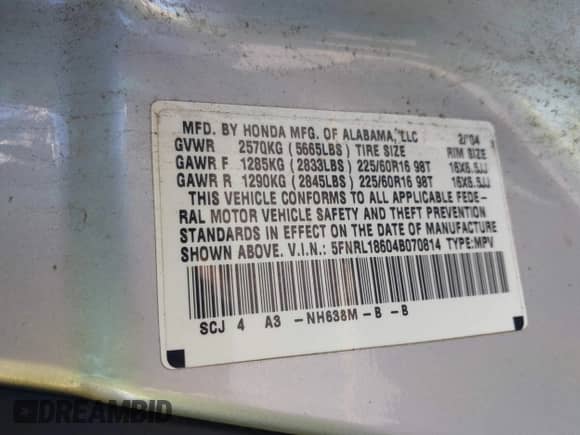 MFD. BY HONDA MFG. OF ALABAMA, LLC 2/'04
GVWR 2570KG (5665LBS) TIRE SIZE RIM SIZE
GAWR F 1285KG (2833LBS) 225/60R16 98T 16X6.5JJ
GAWR R 1290KG (2845LBS) 225/60R16 98T 16X6.5JJ
THIS VEHICLE CONFORMS TO ALL APPLICABLE FEDE-
RAL MOTOR VEHICLE SAFETY AND THEFT PREVENTION
STANDARDS IN EFFECT ON THE DATE OF MANUFACTURE
SHOWN ABOVE. V.I.N.: 5FNRL18604B070814 TYPE:MPV
SCJ 4 A3 -NH638M-B -B
DREAMBID